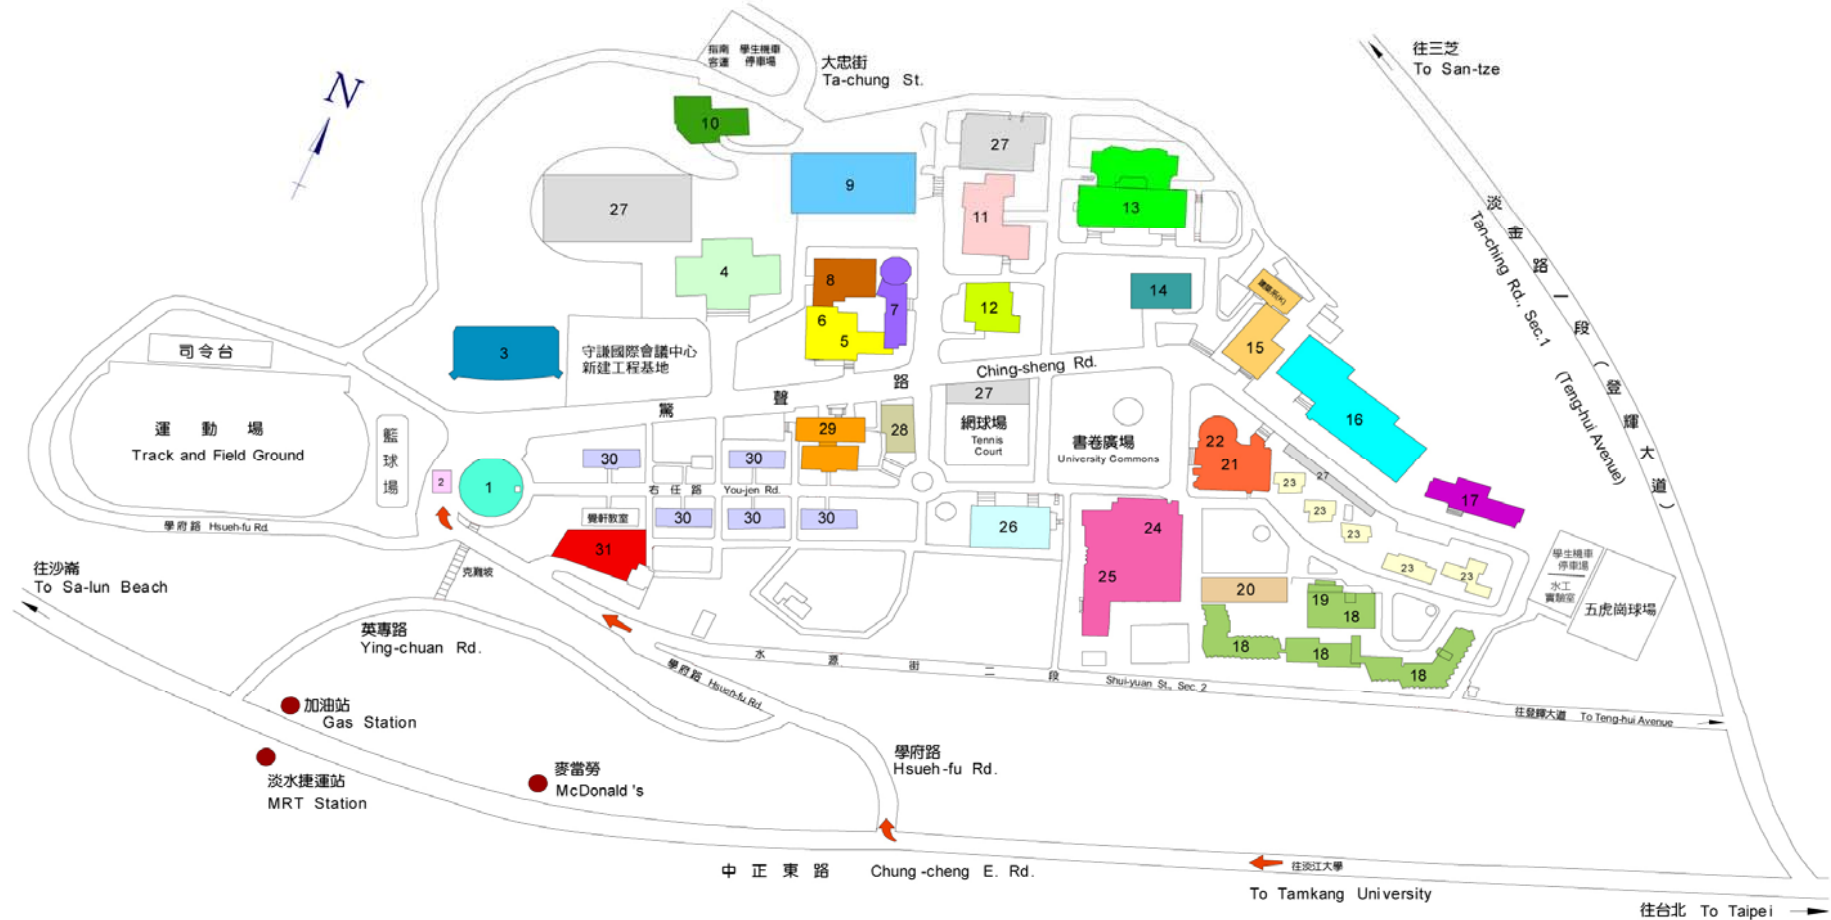 指南 學生機車
客運 停車場
大忠街
Ta-chung St.
往三芝
To San-tze
N
10
27
9
27
11
13
淡金路一段(登輝大道)
Tan-ching Rd., Sec.1 (Teng-hui Avenue)
4
8
7
6
5
12
14
建築系(K)
15
司令台
3
守謙國際會議中心
新建工程基地
Ching-sheng Rd.
驚聲路
27
16
運動場
Track and Field Ground
籃球場
29
28
網球場
Tennis
Court
書卷廣場
University Commons
22
21
27
23
17
2
1
30
30
右任路 You-jen Rd.
30
30
30
覺軒教室
31
26
24
25
23
23
23
23
學生機車
停車場
水工
實驗室
五虎崗球場
學府路 Hsueh-fu Rd.
克難坡
往沙崙
To Sa-lun Beach
20
19
18
18
18
18
英專路
Ying-chuan Rd.
水源街二段
Shui-yuan St., Sec.2
學府路 Hsueh-fu Rd.
往登輝大道 To Teng-hui Avenue
加油站
Gas Station
淡水捷運站
MRT Station
麥當勞
McDonald's
學府路
Hsueh-fu Rd.
中正東路 Chung-cheng E. Rd.
往淡江大學
To Tamkang University
往台北 To Taipei